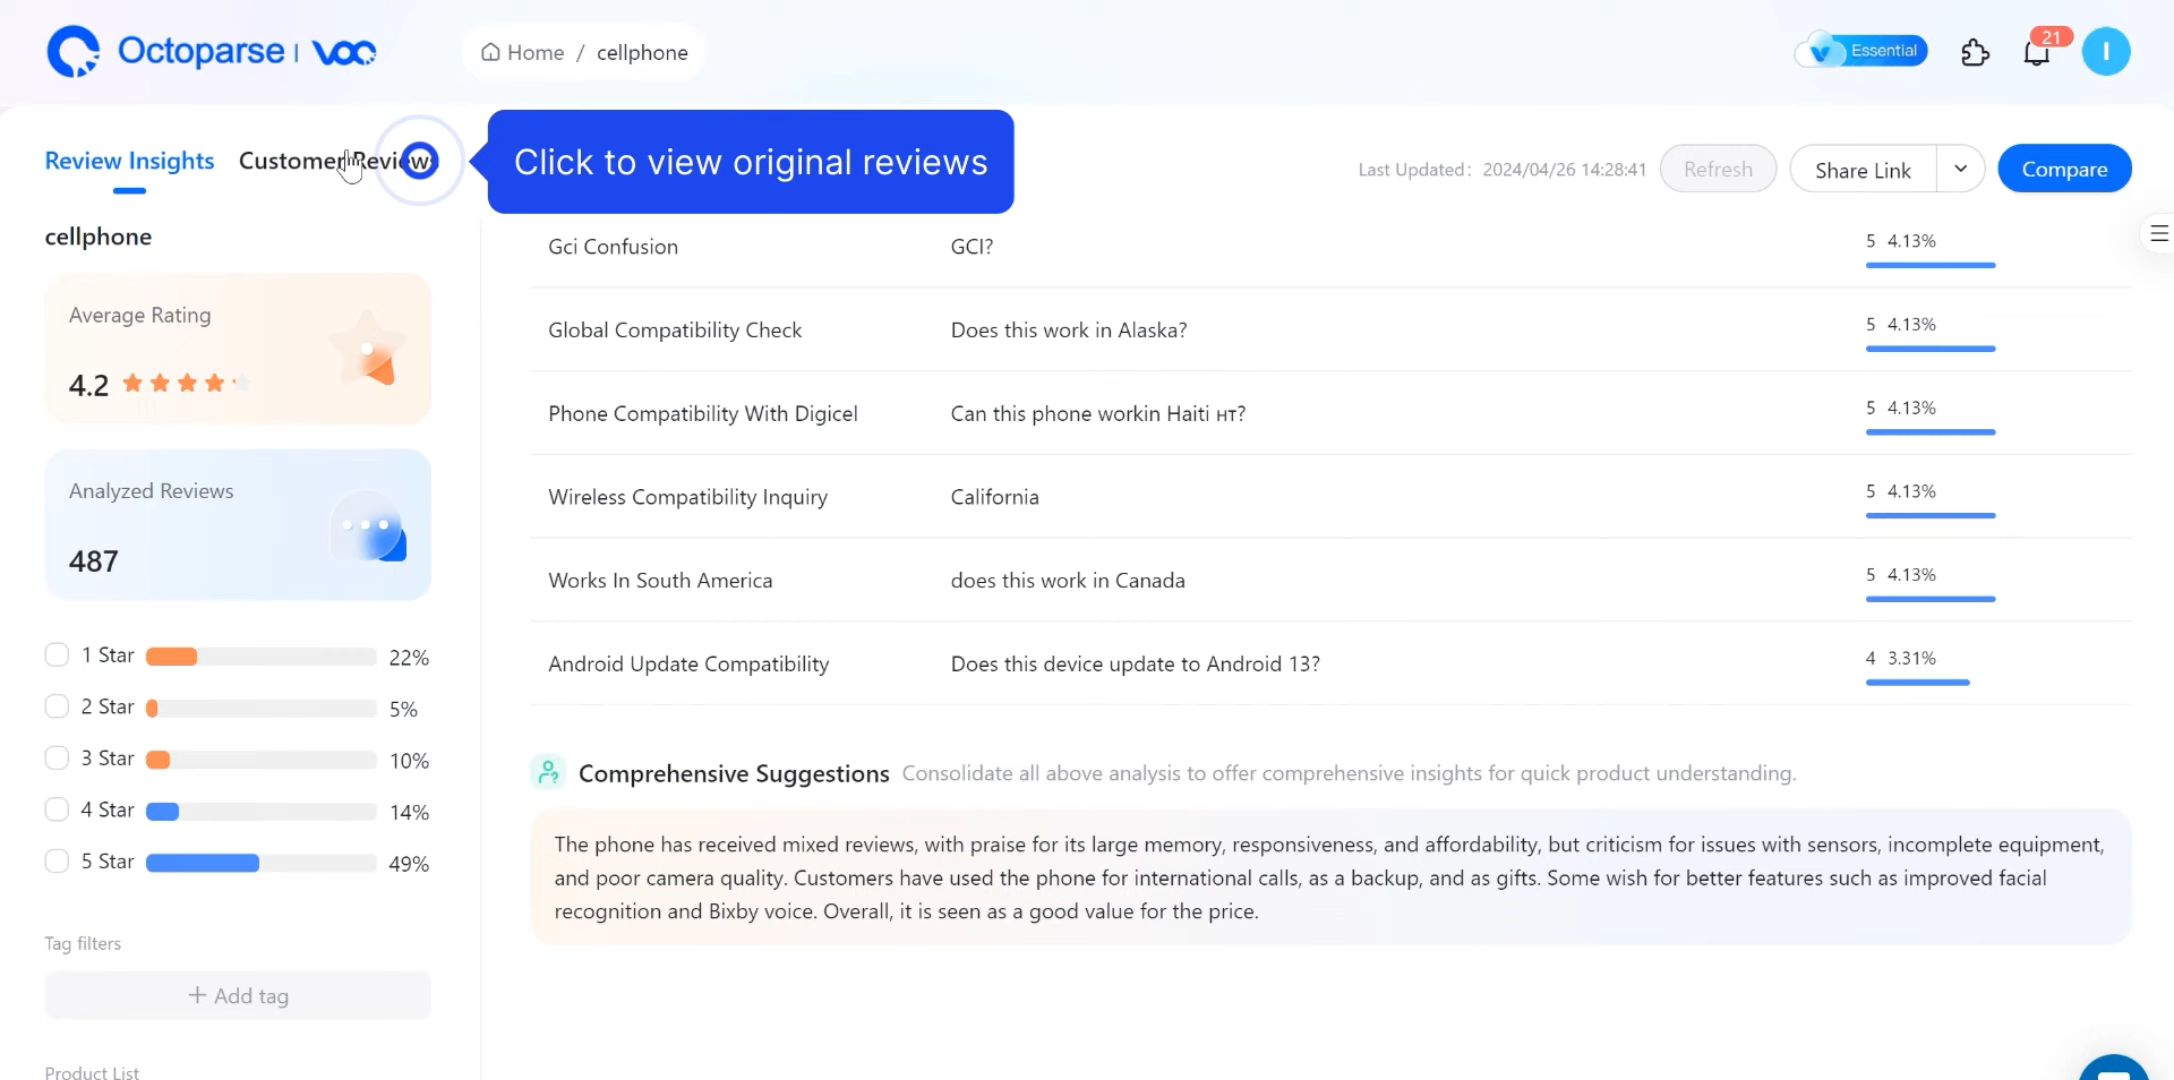 Octoparse | VOC
Home / cellphone
Essential
21
I
Review Insights
Customer Reviews
Click to view original reviews
Last Updated: 2024/04/26 14:28:41
Refresh
Share Link
Compare
cellphone
Average Rating
4.2
Analyzed Reviews
487
1 Star 22%
2 Star 5%
3 Star 10%
4 Star 14%
5 Star 49%
Tag filters
+ Add tag
Product List
Gci Confusion GCI? 5 4.13%
Global Compatibility Check Does this work in Alaska? 5 4.13%
Phone Compatibility With Digicel Can this phone workin Haiti ʜᴛ? 5 4.13%
Wireless Compatibility Inquiry California 5 4.13%
Works In South America does this work in Canada 5 4.13%
Android Update Compatibility Does this device update to Android 13? 4 3.31%
Comprehensive Suggestions Consolidate all above analysis to offer comprehensive insights for quick product understanding.
The phone has received mixed reviews, with praise for its large memory, responsiveness, and affordability, but criticism for issues with sensors, incomplete equipment,
and poor camera quality. Customers have used the phone for international calls, as a backup, and as gifts. Some wish for better features such as improved facial
recognition and Bixby voice. Overall, it is seen as a good value for the price.